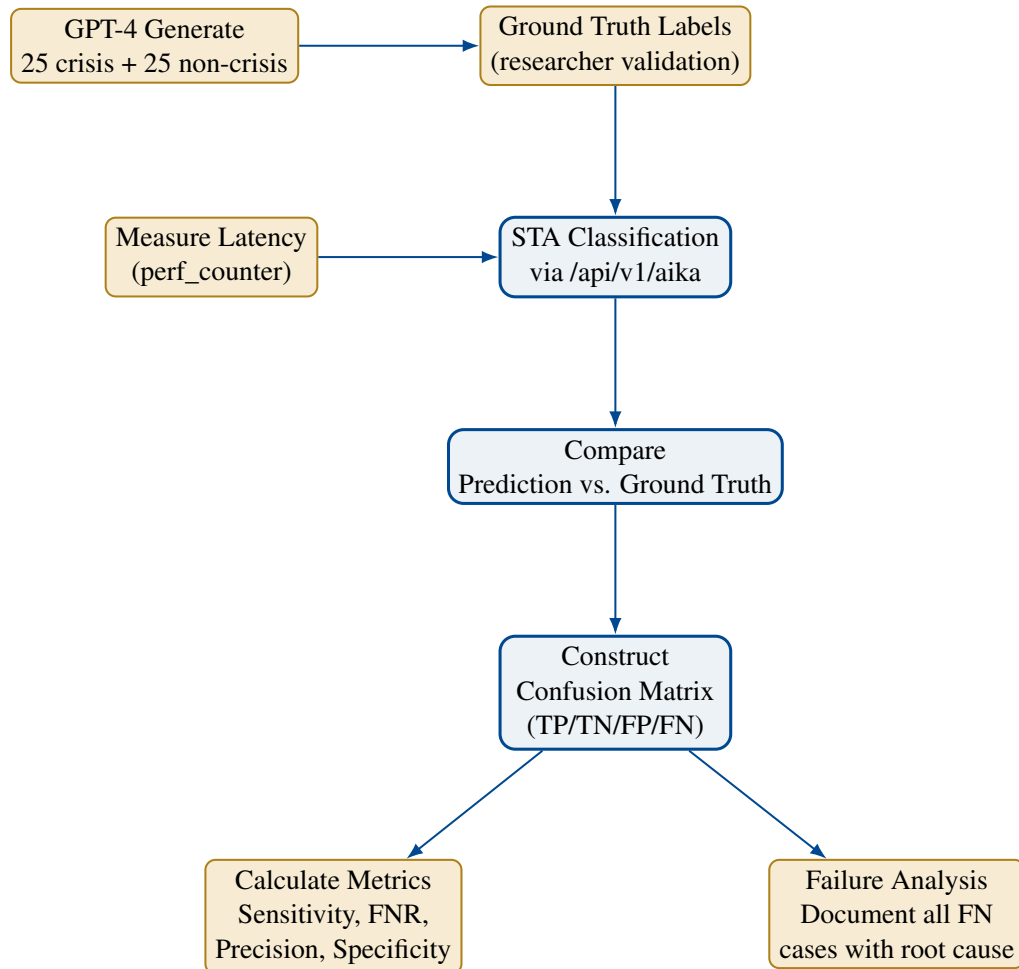 GPT-4 Generate
25 crisis + 25 non-crisis
Ground Truth Labels
(researcher validation)
Measure Latency
(perf_counter)
STA Classification
via /api/v1/aika
Compare
Prediction vs. Ground Truth
Construct
Confusion Matrix
(TP/TN/FP/FN)
Calculate Metrics
Sensitivity, FNR,
Precision, Specificity
Failure Analysis
Document all FN
cases with root cause